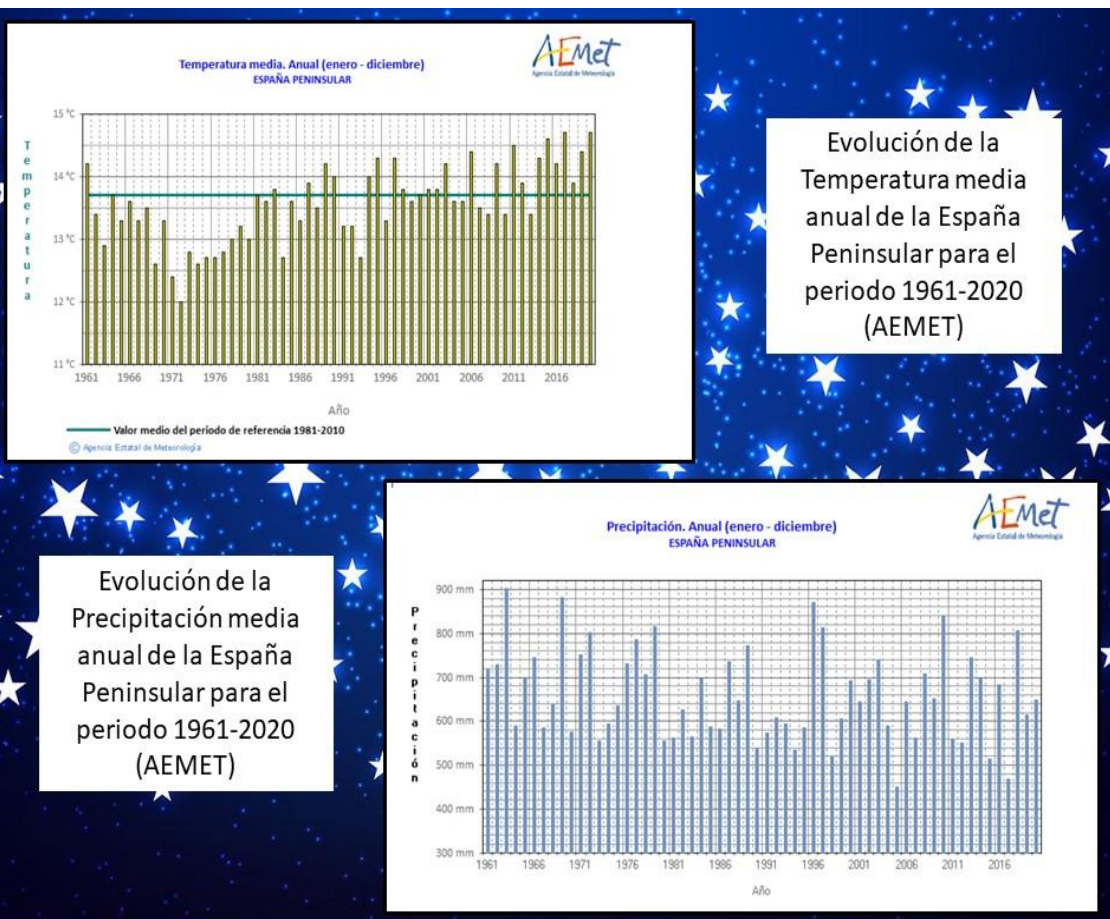 AEMet
Agencia Estatal de Meteorología
Temperatura media. Anual (enero - diciembre)
ESPAÑA PENINSULAR
Temperatura
15 °C
14 °C
13 °C
12 °C
11 °C
1961 1966 1971 1976 1981 1986 1991 1996 2001 2006 2011 2016
Año
Valor medio del periodo de referencia 1981-2010
© Agencia Estatal de Meteorología
Evolución de la
Temperatura media
anual de la España
Peninsular para el
periodo 1961-2020
(AEMET)
Evolución de la
Precipitación media
anual de la España
Peninsular para el
periodo 1961-2020
(AEMET)
AEMet
Agencia Estatal de Meteorología
Precipitación. Anual (enero - diciembre)
ESPAÑA PENINSULAR
Precipitación
900 mm
800 mm
700 mm
600 mm
500 mm
400 mm
300 mm
1961 1966 1971 1976 1981 1986 1991 1996 2001 2006 2011 2016
Año